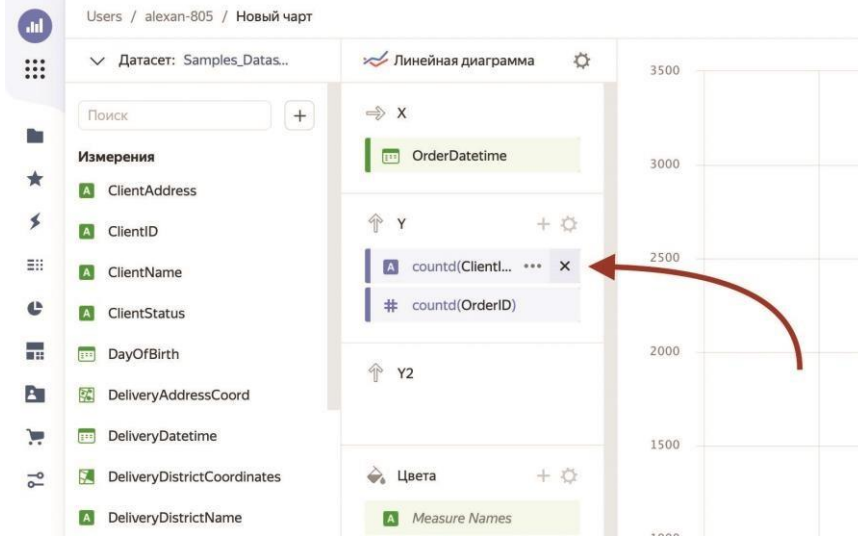 Users / alexan-805 / Новый чарт
Датасет: Samples_Datas...
Поиск
Измерения
ClientAddress
ClientID
ClientName
ClientStatus
DayOfBirth
DeliveryAddressCoord
DeliveryDatetime
DeliveryDistrictCoordinates
DeliveryDistrictName
Линейная диаграмма
X
OrderDatetime
Y
countd(ClientI...
countd(OrderID)
Y2
Цвета
Measure Names
3500
3000
2500
2000
1500